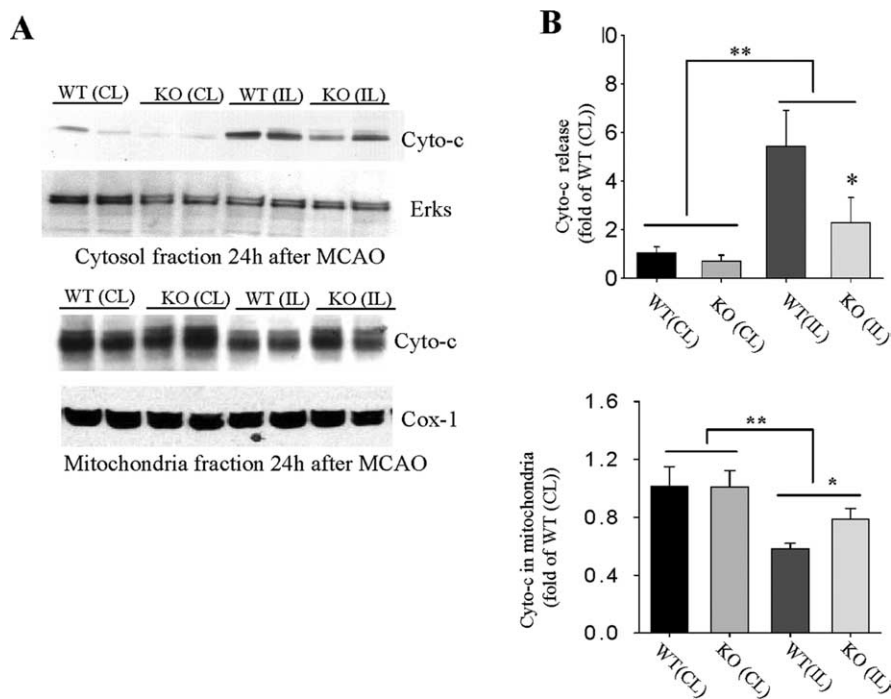 A
WT (CL) KO (CL) WT (IL) KO (IL)
Cyto-c
Erks
Cytosol fraction 24h after MCAO
WT (CL) KO (CL) WT (IL) KO (IL)
Cyto-c
Cox-1
Mitochondria fraction 24h after MCAO
B
Cyto-c release
(fold of WT (CL))
10
8
6
4
2
0
**
*
WT(CL) KO (CL) WT(IL) KO (IL)
Cyto-c in mitochondria
(fold of WT (CL))
1.6
1.2
0.8
0.4
0.0
**
*
WT(CL) KO (CL) WT(IL) KO (IL)